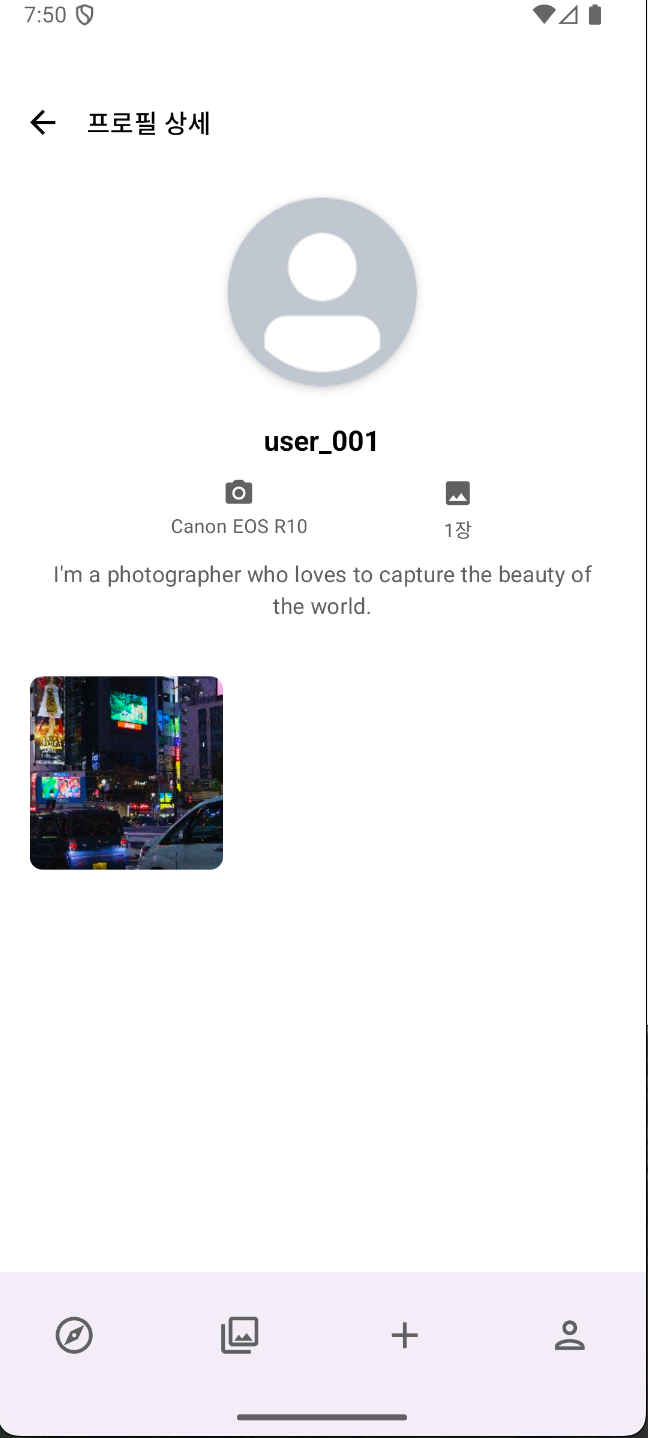 7:50
프로필 상세
user_001
Canon EOS R10
1장
I'm a photographer who loves to capture the beauty of
the world.